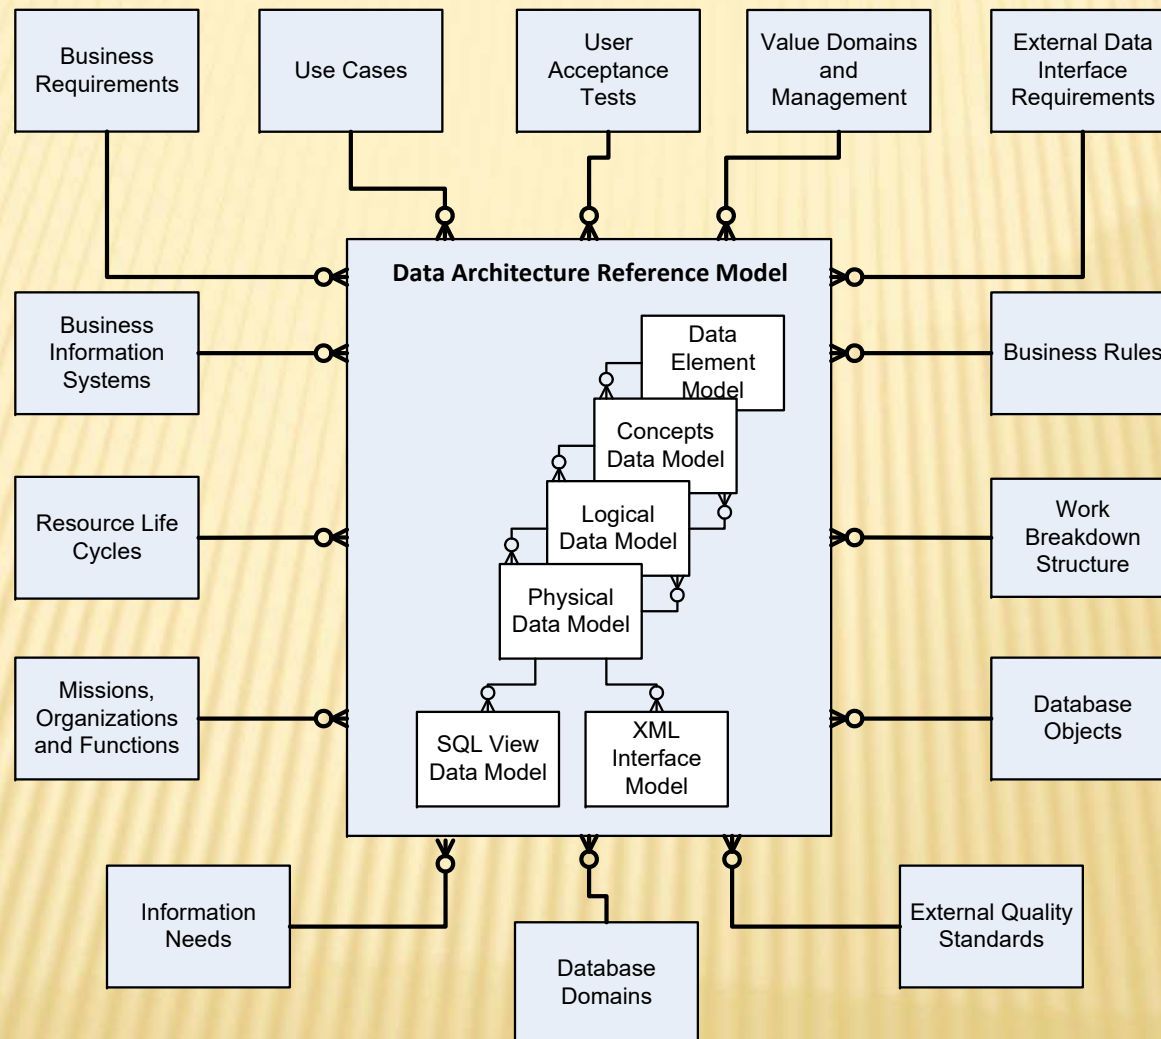 Business
Requirements
Use Cases
User
Acceptance
Tests
Value Domains
and
Management
External Data
Interface
Requirements
Data Architecture Reference Model
Business
Information
Systems
Data
Element
Model
Business Rules
Concepts
Data Model
Resource Life
Cycles
Logical
Data Model
Work
Breakdown
Structure
Physical
Data Model
Missions,
Organizations
and Functions
SQL View
Data Model
XML
Interface
Model
Database
Objects
Information
Needs
Database
Domains
External Quality
Standards